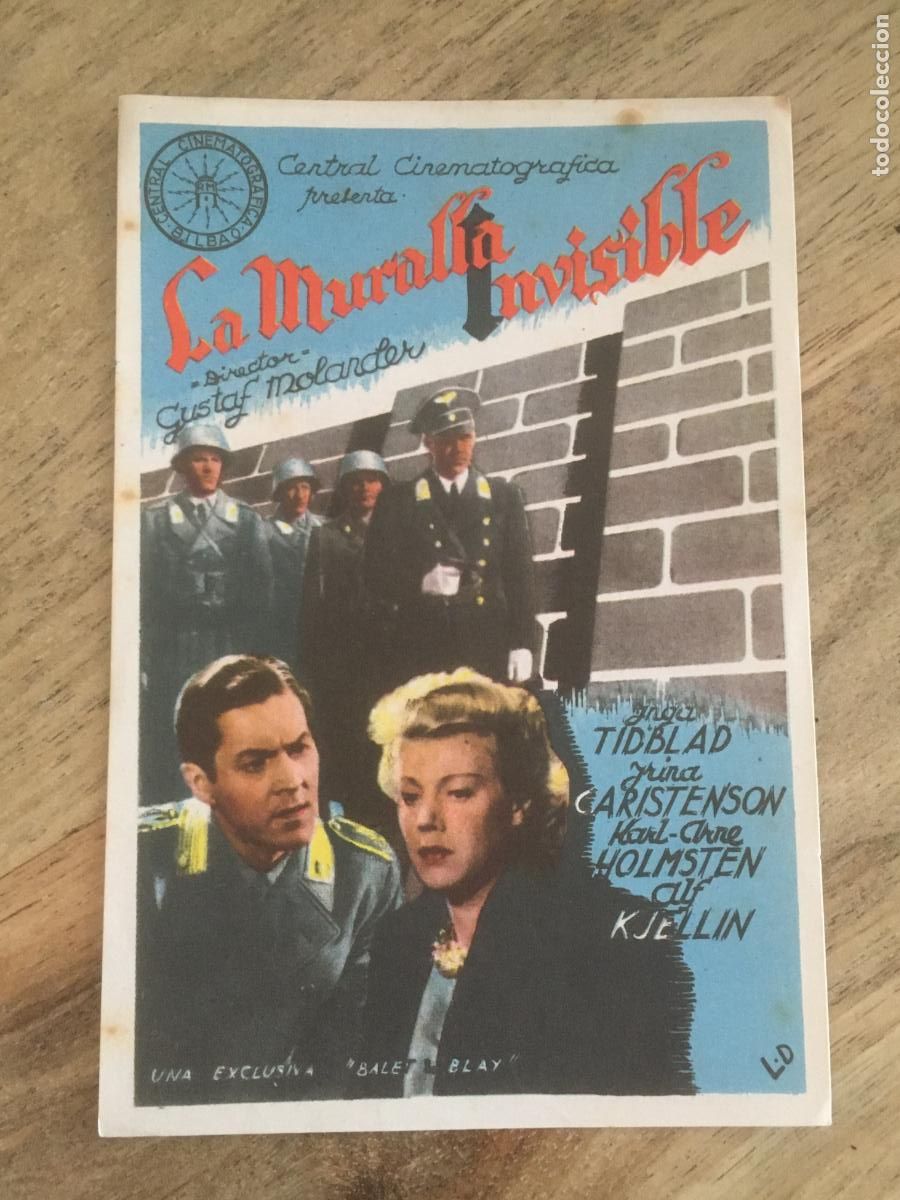 todocoleccion
CENTRAL CINEMATOGRAFICA
· BILBAO ·
Central Cinematografica
presenta.
La Muralla
Invisible
-Director-
Gustaf Molander
Inga
TIDBLAD
Irina
CARISTENSON
Karl-Arne
HOLMSTEN
alf
KJELLIN
UNA EXCLUSIVA "BALET Y BLAY"
L·D